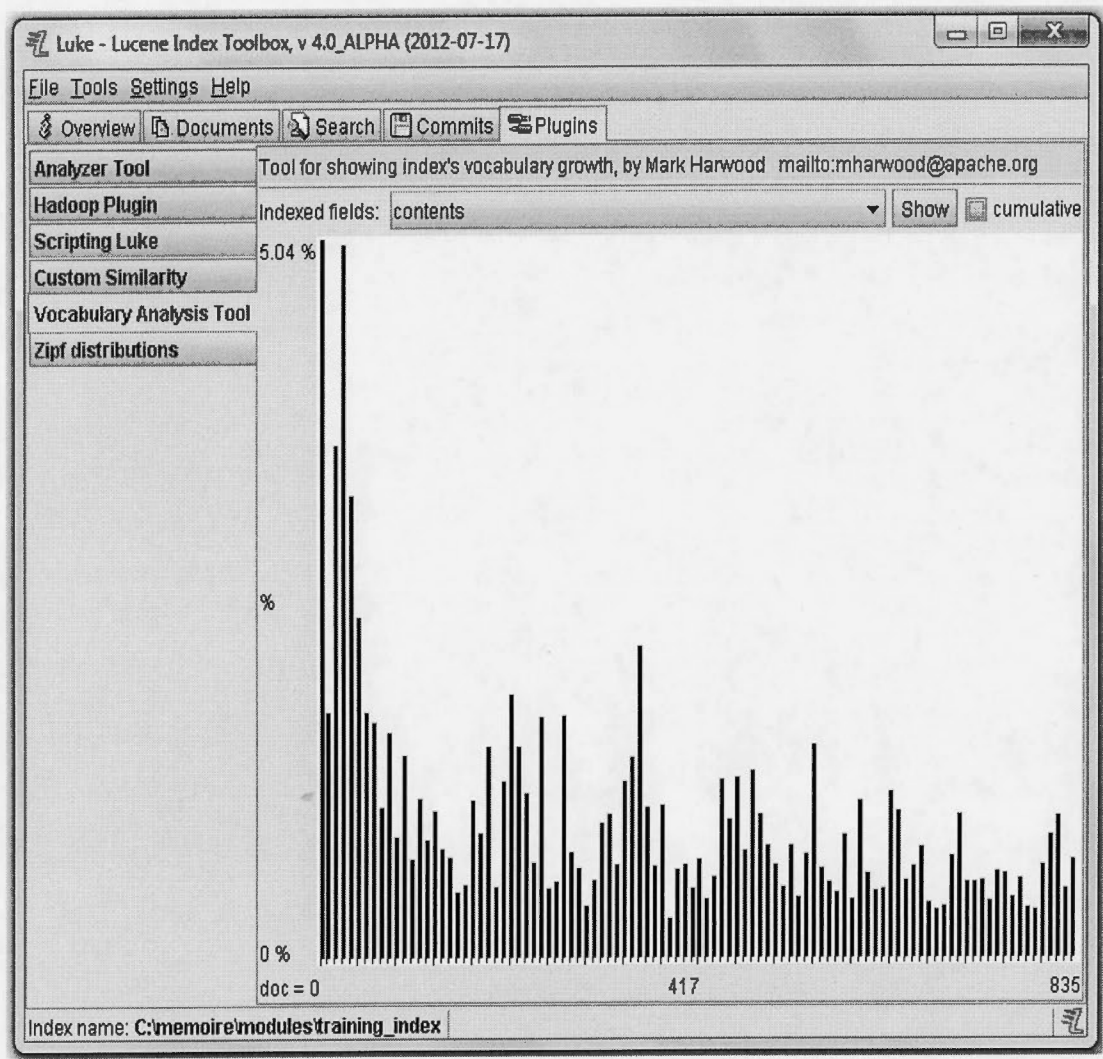 Luke - Lucene Index Toolbox, v 4.0_ALPHA (2012-07-17)
File Tools Settings Help
Overview Documents Search Commits Plugins
Analyzer Tool
Hadoop Plugin
Scripting Luke
Custom Similarity
Vocabulary Analysis Tool
Zipf distributions
Tool for showing index's vocabulary growth, by Mark Harwood mailto:mharwood@apache.org
Indexed fields: contents Show cumulative
5.04 %
%
0 %
doc = 0 417 835
Index name: C:\memoire\modules\training_index